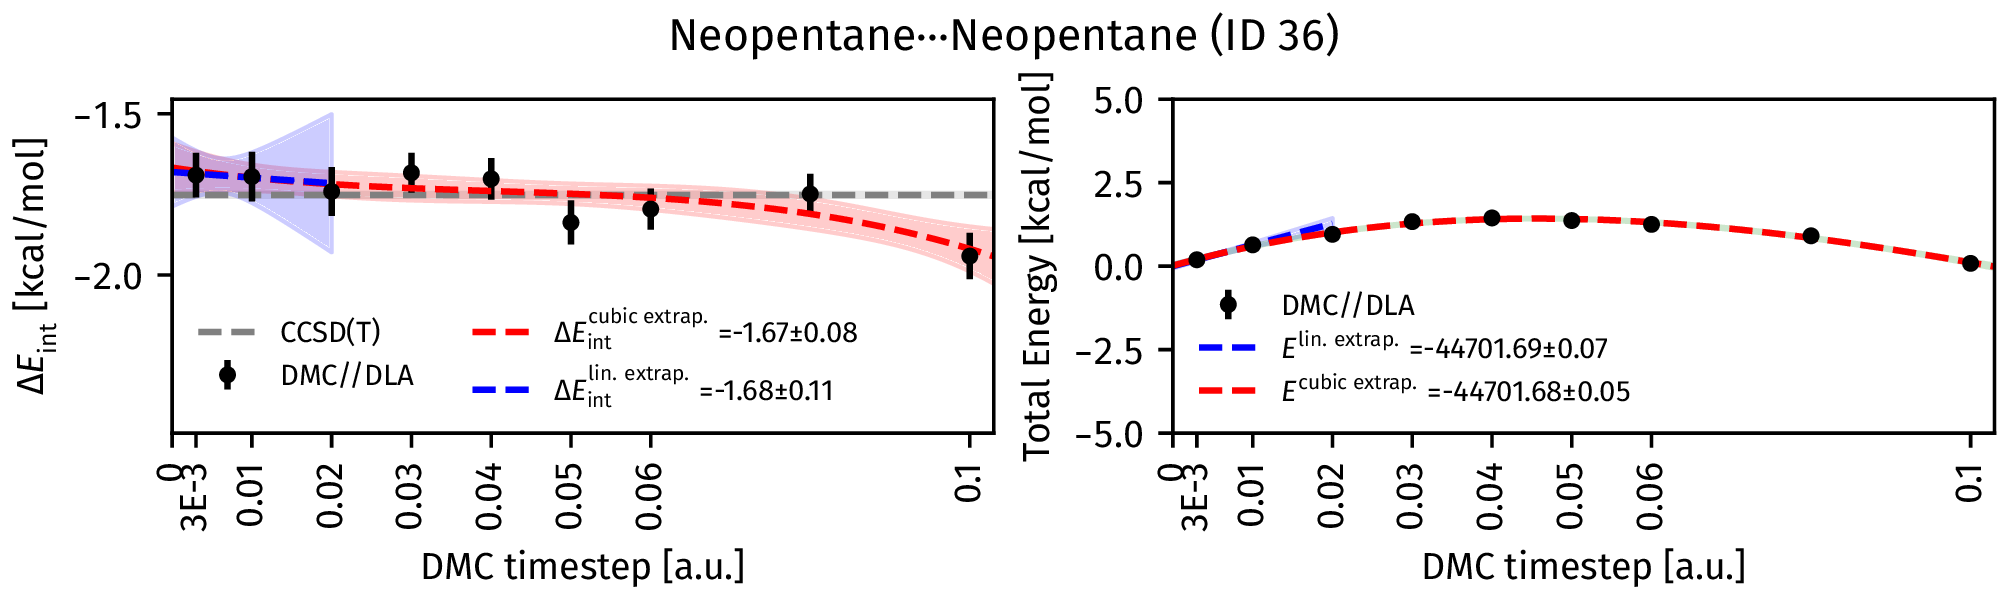 Neopentane···Neopentane (ID 36)
ΔE_int [kcal/mol]
−1.5
−2.0
CCSD(T)
DMC//DLA
ΔE_int^cubic extrap. =-1.67±0.08
ΔE_int^lin. extrap. =-1.68±0.11
0
3E-3
0.01
0.02
0.03
0.04
0.05
0.06
0.1
DMC timestep [a.u.]
Total Energy [kcal/mol]
5.0
2.5
0.0
−2.5
−5.0
DMC//DLA
E^lin. extrap. =-44701.69±0.07
E^cubic extrap. =-44701.68±0.05
0
3E-3
0.01
0.02
0.03
0.04
0.05
0.06
0.1
DMC timestep [a.u.]